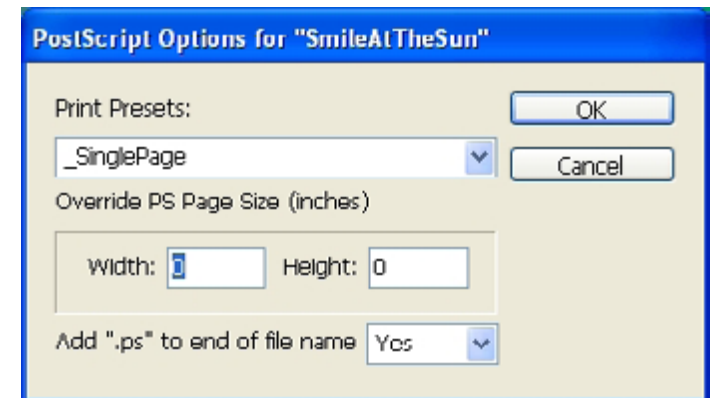 PostScript Options for "SmileAtTheSun"
Print Presets:
OK
_SinglePage
Cancel
Override PS Page Size (inches)
Width: 0 Height: 0
Add ".ps" to end of file name Yes